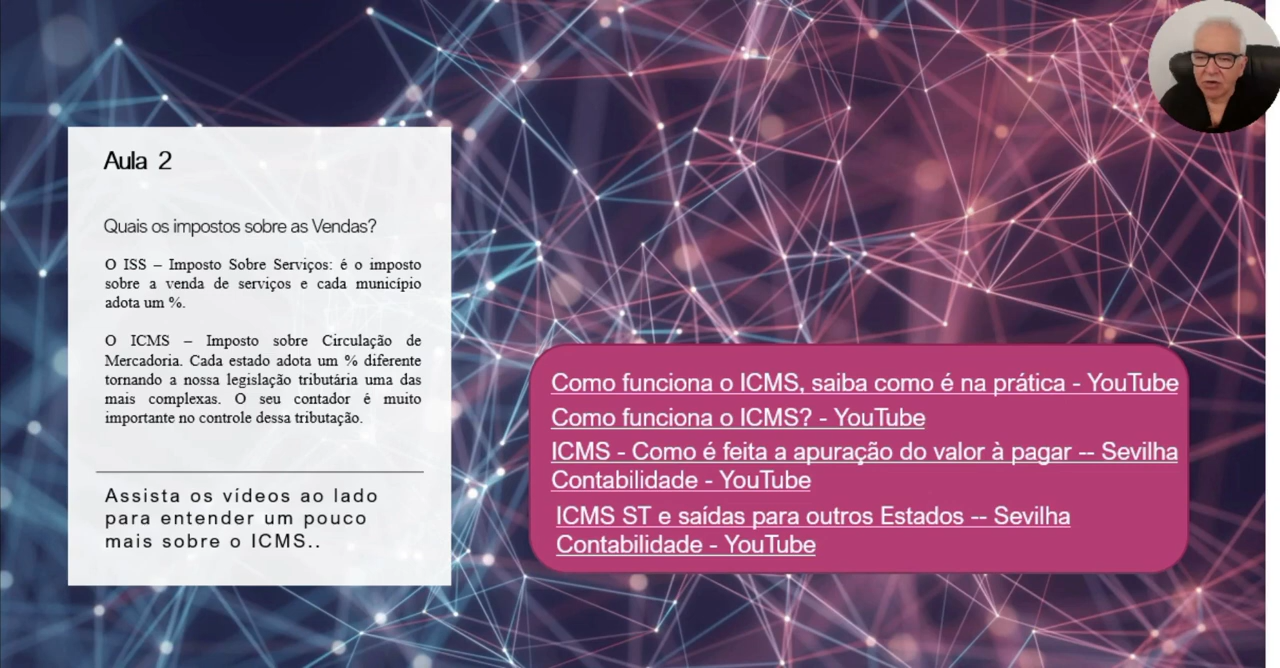 Aula 2
Quais os impostos sobre as Vendas?
O ISS – Imposto Sobre Serviços: é o imposto
sobre a venda de serviços e cada município
adota um %.
O ICMS – Imposto sobre Circulação de
Mercadoria. Cada estado adota um % diferente
tornando a nossa legislação tributária uma das
mais complexas. O seu contador é muito
importante no controle dessa tributação.
Assista os vídeos ao lado
para entender um pouco
mais sobre o ICMS..
Como funciona o ICMS, saiba como é na prática - YouTube
Como funciona o ICMS? - YouTube
ICMS - Como é feita a apuração do valor à pagar -- Sevilha
Contabilidade - YouTube
ICMS ST e saídas para outros Estados -- Sevilha
Contabilidade - YouTube